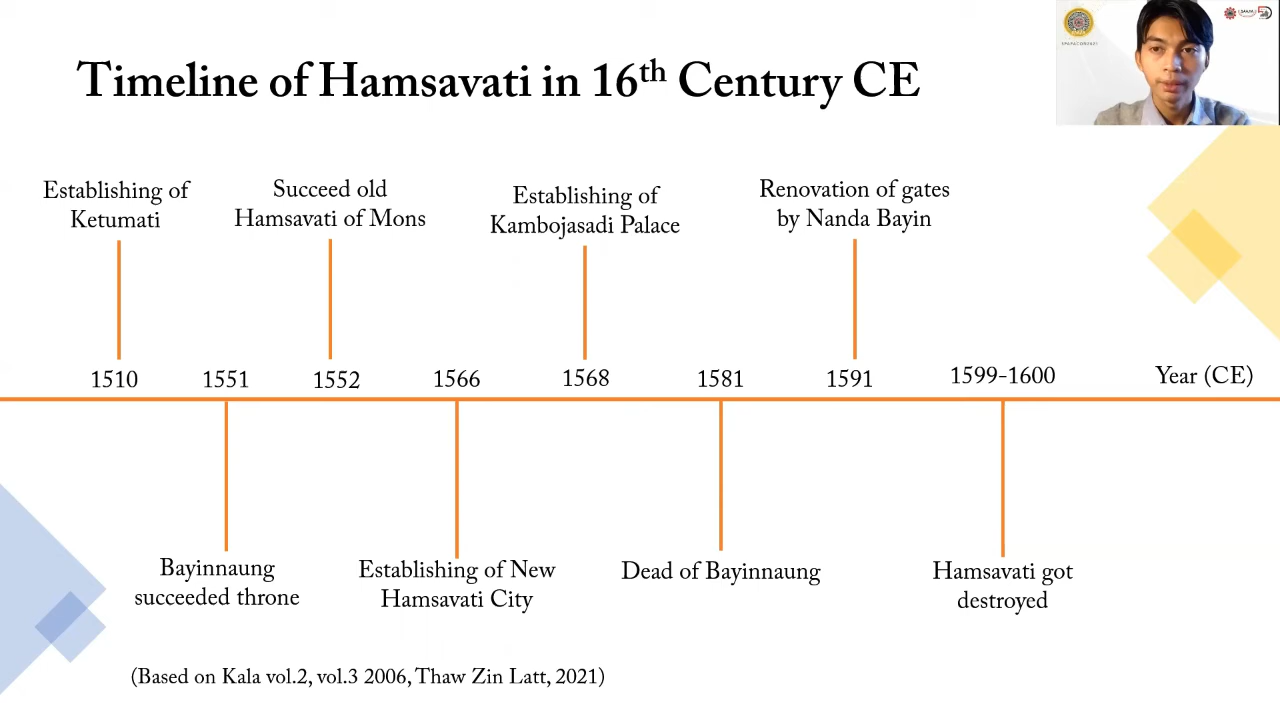 Timeline of Hamsavati in 16th Century CE
Establishing of
Ketumati
Succeed old
Hamsavati of Mons
Establishing of
Kambojasadi Palace
Renovation of gates
by Nanda Bayin
1510
1551
1552
1566
1568
1581
1591
1599-1600
Year (CE)
Bayinnaung
succeeded throne
Establishing of New
Hamsavati City
Dead of Bayinnaung
Hamsavati got
destroyed
(Based on Kala vol.2, vol.3 2006, Thaw Zin Latt, 2021)